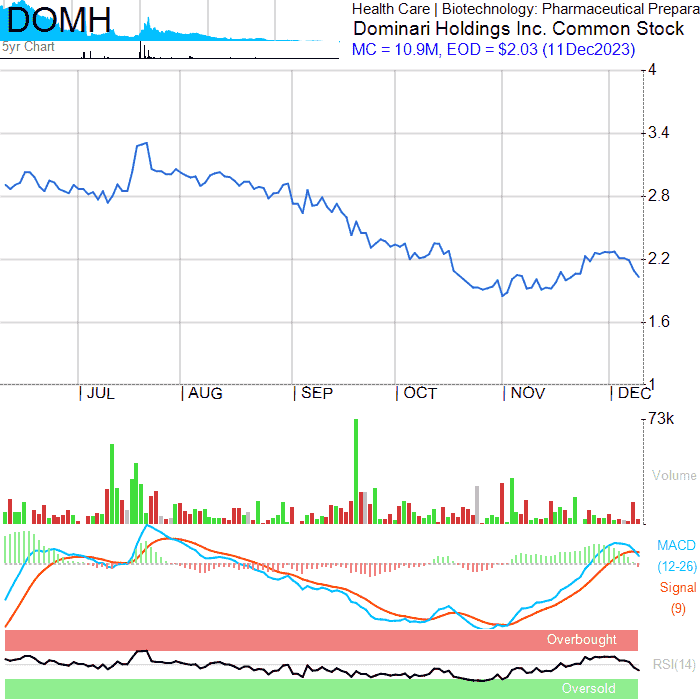 DOMH
Health Care | Biotechnology: Pharmaceutical Prepara
Dominari Holdings Inc. Common Stock
5yr Chart
MC = 10.9M, EOD = $2.03 (11Dec2023)
4
3.4
2.8
2.2
1.6
1
| JUL | AUG | SEP | OCT | NOV | DEC
73k
Volume
MACD
(12-26)
Signal
(9)
Overbought
RSI(14)
Oversold